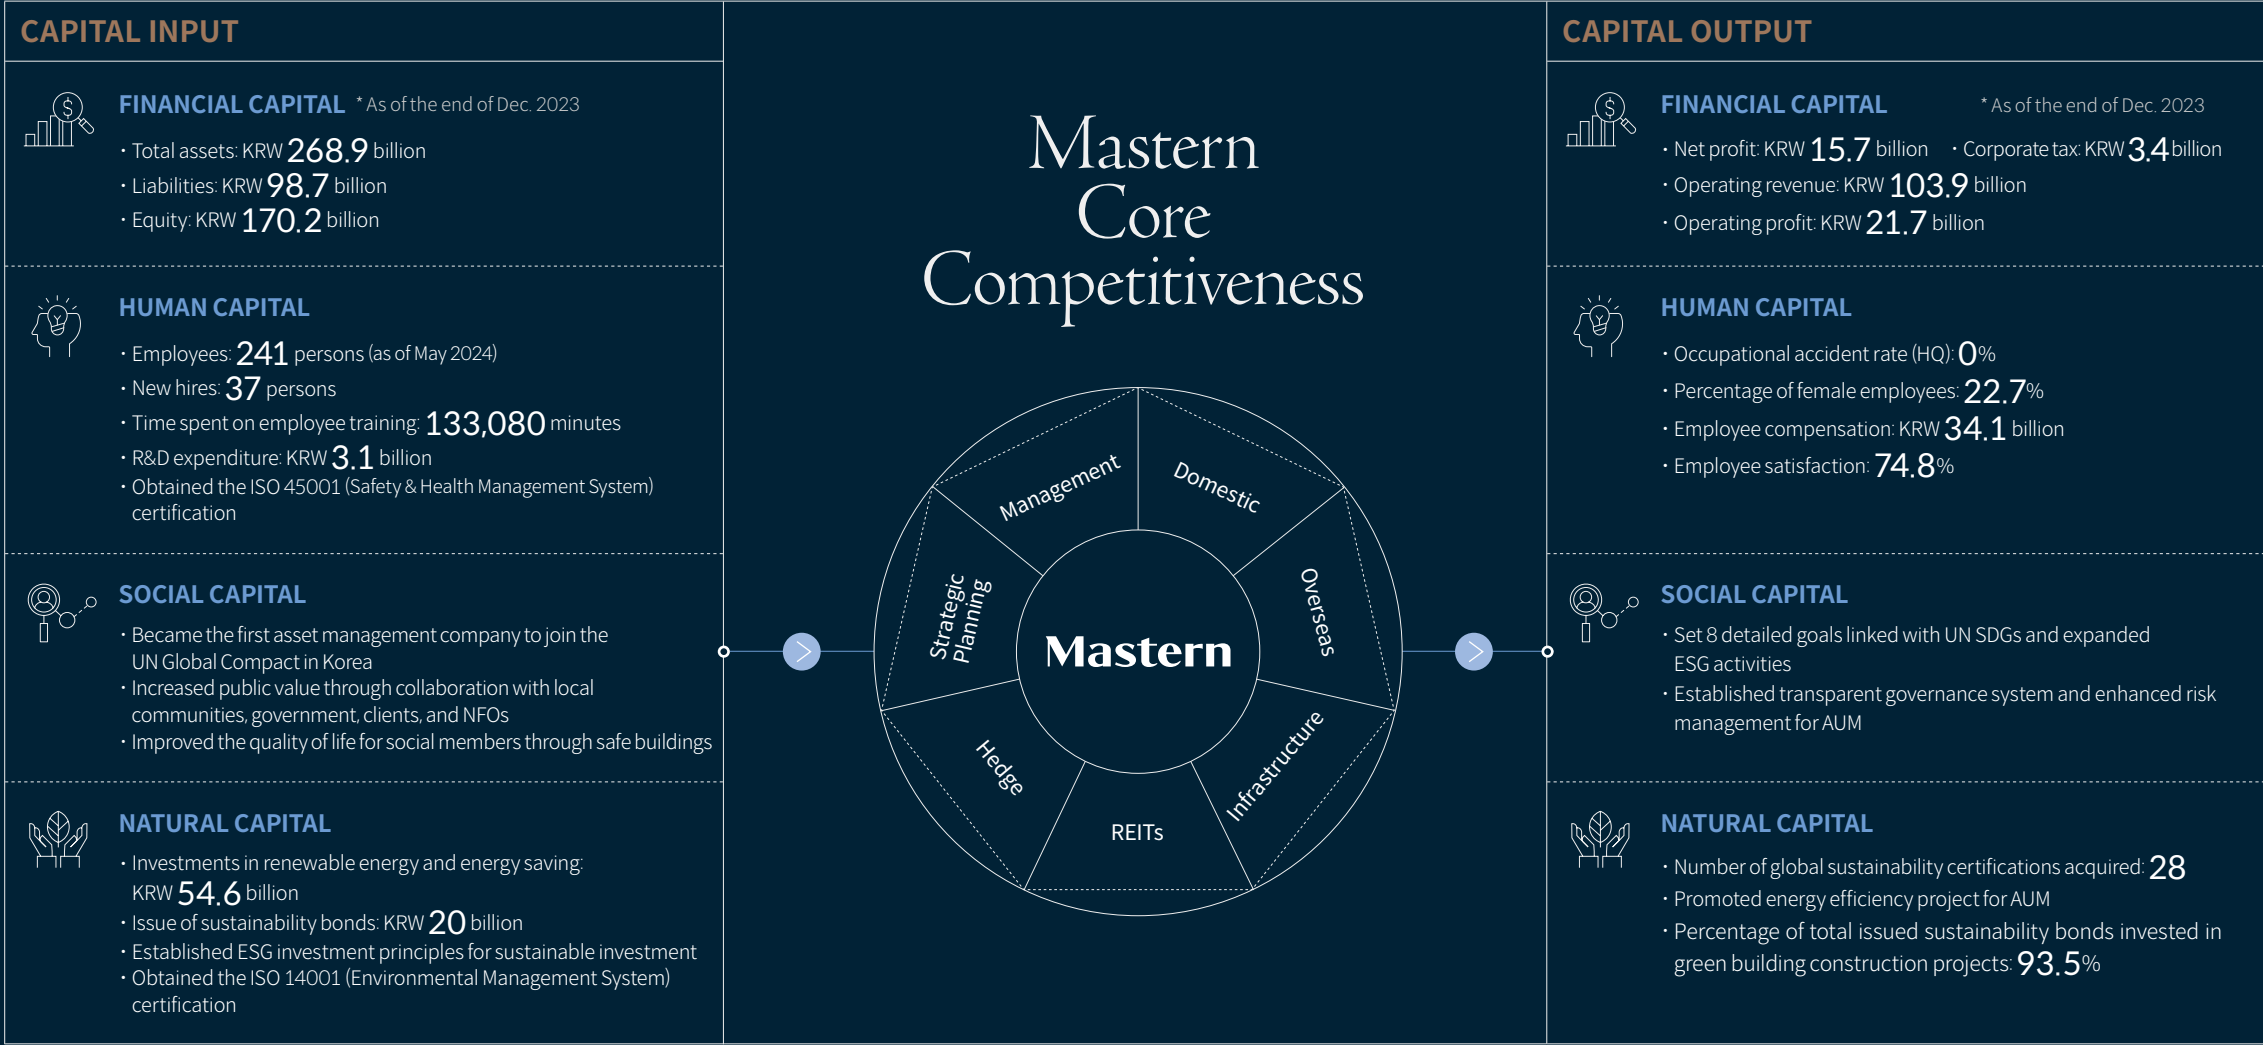 CAPITAL INPUT
FINANCIAL CAPITAL * As of the end of Dec. 2023
· Total assets: KRW 268.9 billion
· Liabilities: KRW 98.7 billion
· Equity: KRW 170.2 billion
HUMAN CAPITAL
· Employees: 241 persons (as of May 2024)
· New hires: 37 persons
· Time spent on employee training: 133,080 minutes
· R&D expenditure: KRW 3.1 billion
· Obtained the ISO 45001 (Safety & Health Management System)
certification
SOCIAL CAPITAL
· Became the first asset management company to join the
UN Global Compact in Korea
· Increased public value through collaboration with local
communities, government, clients, and NFOs
· Improved the quality of life for social members through safe buildings
NATURAL CAPITAL
· Investments in renewable energy and energy saving:
KRW 54.6 billion
· Issue of sustainability bonds: KRW 20 billion
· Established ESG investment principles for sustainable investment
· Obtained the ISO 14001 (Environmental Management System)
certification
Mastern
Core
Competitiveness
Management
Domestic
Overseas
Infrastructure
REITs
Hedge
Strategic
Planning
Mastern
CAPITAL OUTPUT
FINANCIAL CAPITAL * As of the end of Dec. 2023
· Net profit: KRW 15.7 billion · Corporate tax: KRW 3.4 billion
· Operating revenue: KRW 103.9 billion
· Operating profit: KRW 21.7 billion
HUMAN CAPITAL
· Occupational accident rate (HQ): 0%
· Percentage of female employees: 22.7%
· Employee compensation: KRW 34.1 billion
· Employee satisfaction: 74.8%
SOCIAL CAPITAL
· Set 8 detailed goals linked with UN SDGs and expanded
ESG activities
· Established transparent governance system and enhanced risk
management for AUM
NATURAL CAPITAL
· Number of global sustainability certifications acquired: 28
· Promoted energy efficiency project for AUM
· Percentage of total issued sustainability bonds invested in
green building construction projects: 93.5%